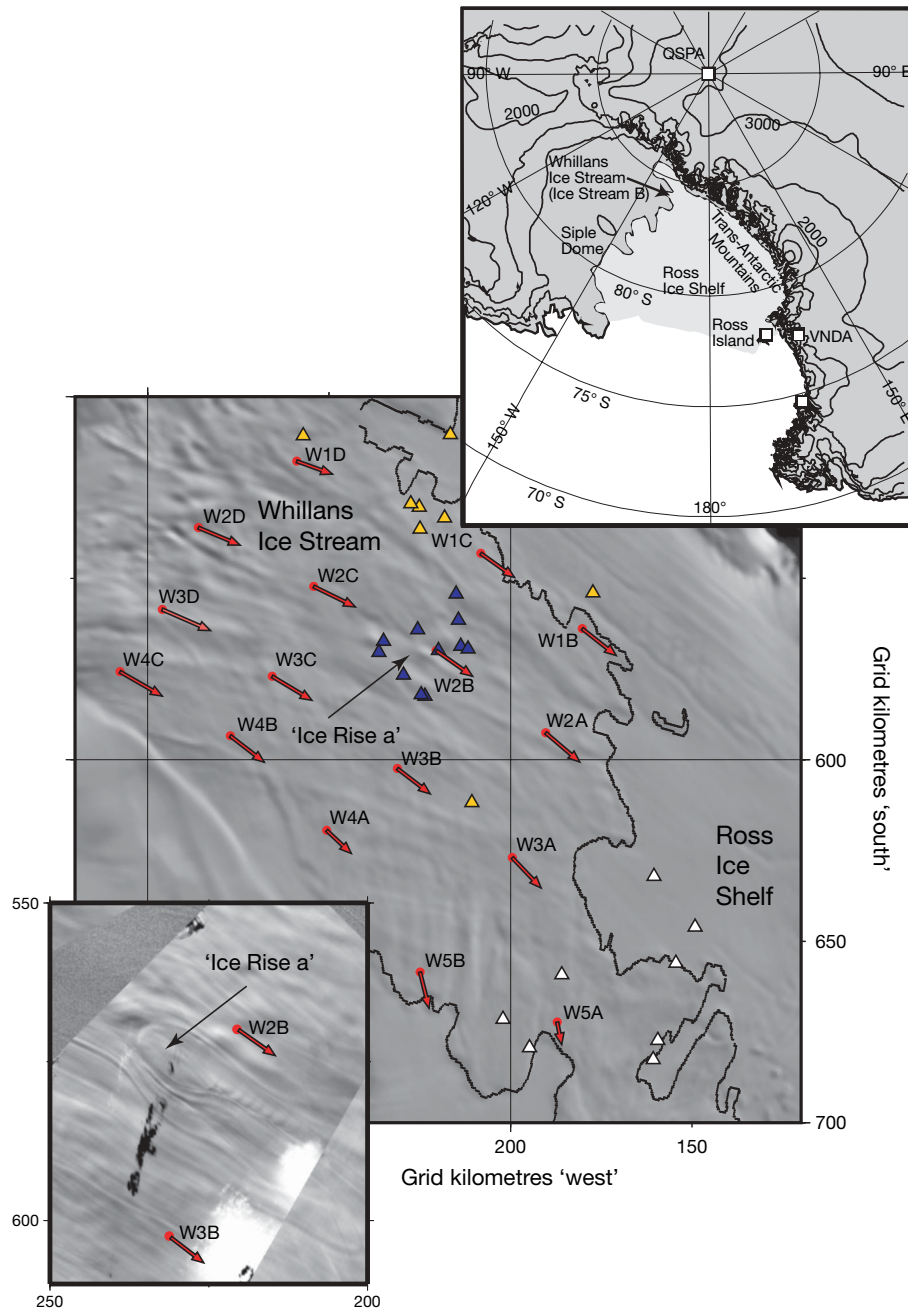 QSPA
90° W
90° E
2000
3000
Whillans
Ice Stream
(Ice Stream B)
120° W
2000
Trans-Antarctic
Mountains
Siple
Dome
Ross
Ice Shelf
80° S
Ross
Island
VNDA
75° S
150° W
150° E
70° S
180°
W1D
Whillans
Ice Stream
W2D
W1C
W2C
W3D
W1B
W4C
W3C
W2B
W4B
'Ice Rise a'
W2A
W3B
600
W4A
W3A
Ross
Ice
Shelf
Grid kilometres 'south'
550
650
W5B
W5A
'Ice Rise a'
W2B
700
200
150
Grid kilometres 'west'
W3B
600
250
200